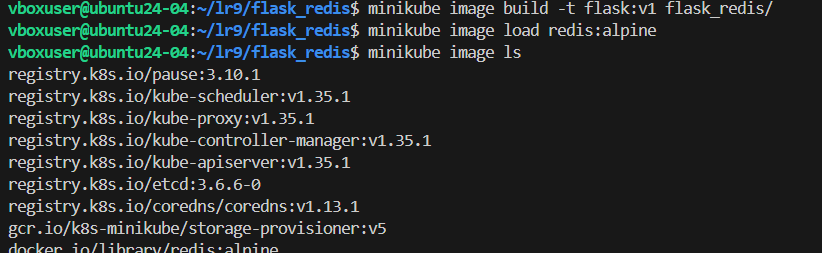 vboxuser@ubuntu24-04:~/lr9/flask_redis$ minikube image build -t flask:v1 flask_redis/
vboxuser@ubuntu24-04:~/lr9/flask_redis$ minikube image load redis:alpine
vboxuser@ubuntu24-04:~/lr9/flask_redis$ minikube image ls
registry.k8s.io/pause:3.10.1
registry.k8s.io/kube-scheduler:v1.35.1
registry.k8s.io/kube-proxy:v1.35.1
registry.k8s.io/kube-controller-manager:v1.35.1
registry.k8s.io/kube-apiserver:v1.35.1
registry.k8s.io/etcd:3.6.6-0
registry.k8s.io/coredns/coredns:v1.13.1
gcr.io/k8s-minikube/storage-provisioner:v5
docker.io/library/redis:alpine